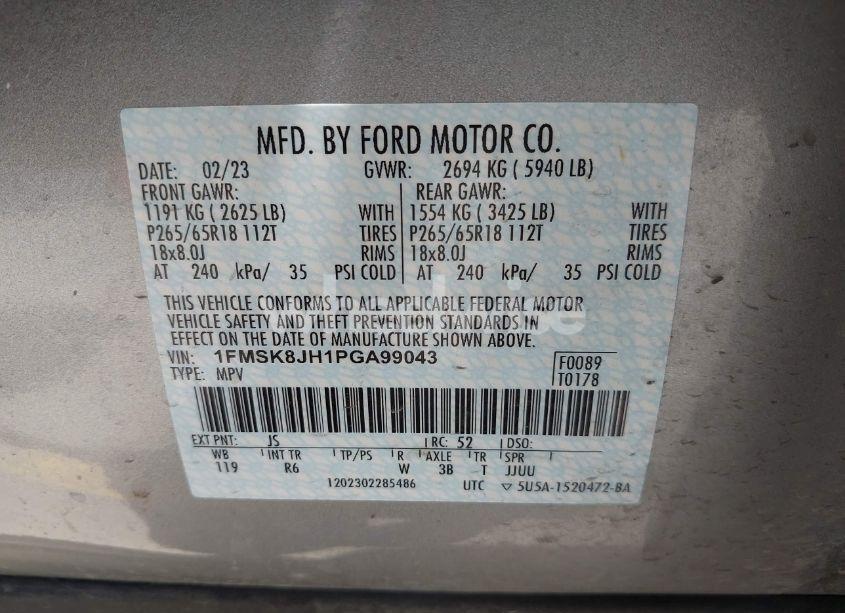 MFD. BY FORD MOTOR CO.
DATE: 02/23 GVWR: 2694 KG ( 5940 LB)
FRONT GAWR: REAR GAWR:
1191 KG ( 2625 LB) WITH 1554 KG ( 3425 LB) WITH
P265/65R18 112T TIRES P265/65R18 112T TIRES
18x8.0J RIMS 18x8.0J RIMS
AT 240 kPa/ 35 PSI COLD AT 240 kPa/ 35 PSI COLD
THIS VEHICLE CONFORMS TO ALL APPLICABLE FEDERAL MOTOR
VEHICLE SAFETY AND THEFT PREVENTION STANDARDS IN
EFFECT ON THE DATE OF MANUFACTURE SHOWN ABOVE.
VIN: 1FMSK8JH1PGA99043 F0089
TYPE: MPV T0178
EXT PNT: JS RC: 52 DSO:
WB INT TR TP/PS R AXLE TR SPR
119 R6 W 3B T JJUU
1202302285486 UTC ▽ 5U5A-1520472-BA